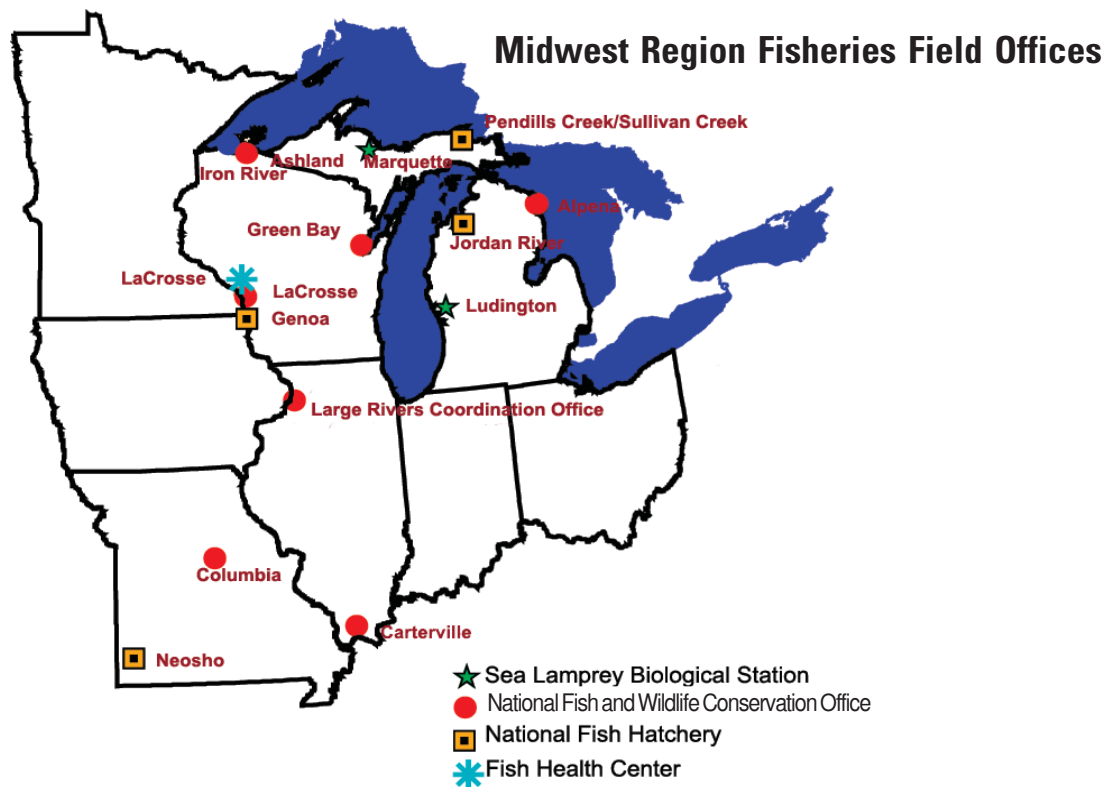 Midwest Region Fisheries Field Offices
Pendills Creek/Sullivan Creek
Ashland
Marquette
Iron River
Alpena
Green Bay
Jordan River
LaCrosse
LaCrosse
Ludington
Genoa
Large Rivers Coordination Office
Columbia
Carterville
Neosho
Sea Lamprey Biological Station
National Fish and Wildlife Conservation Office
National Fish Hatchery
Fish Health Center